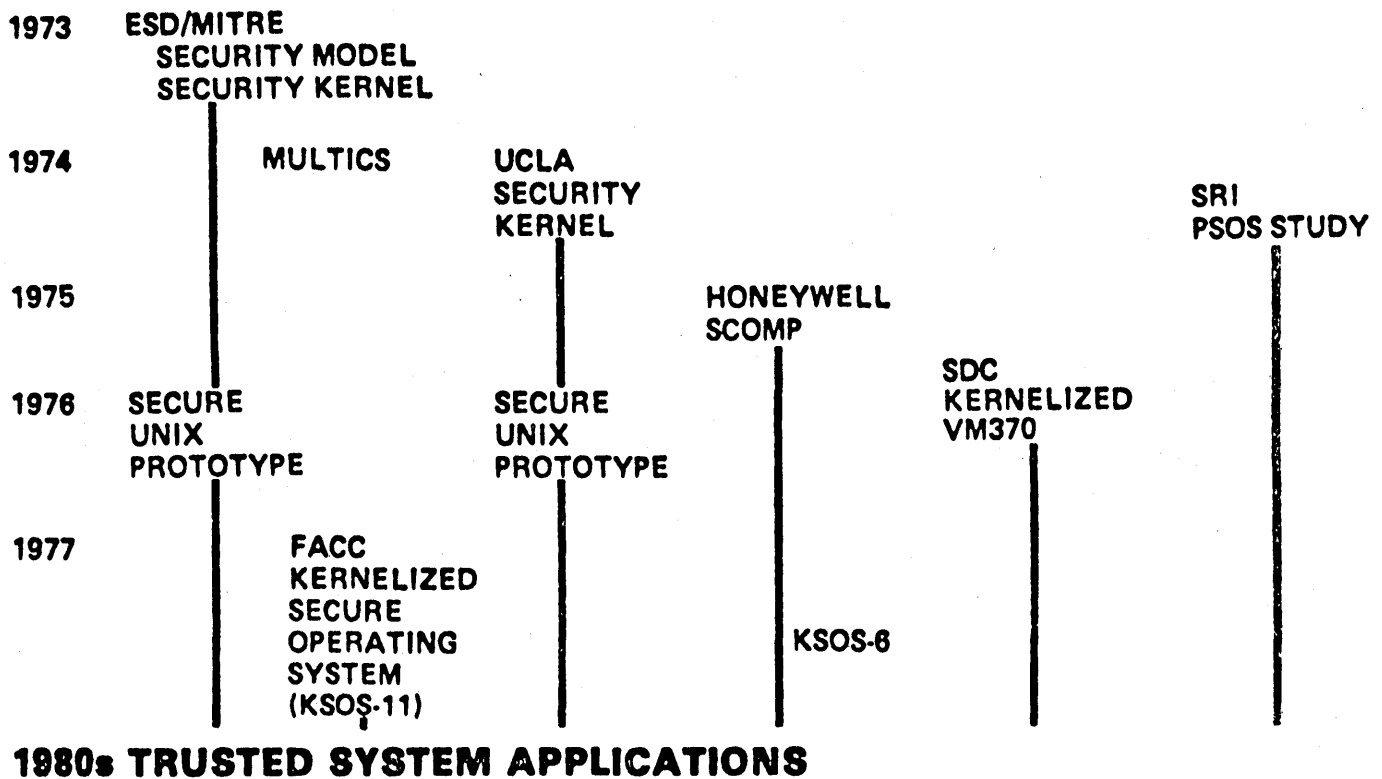 1973 ESD/MITRE
SECURITY MODEL
SECURITY KERNEL
1974 MULTICS
UCLA
SECURITY
KERNEL
SRI
PSOS STUDY
1975
HONEYWELL
SCOMP
SDC
KERNELIZED
VM370
1976
SECURE
UNIX
PROTOTYPE
SECURE
UNIX
PROTOTYPE
1977
FACC
KERNELIZED
SECURE
OPERATING
SYSTEM
(KSOS-11)
KSOS-6
1980s TRUSTED SYSTEM APPLICATIONS